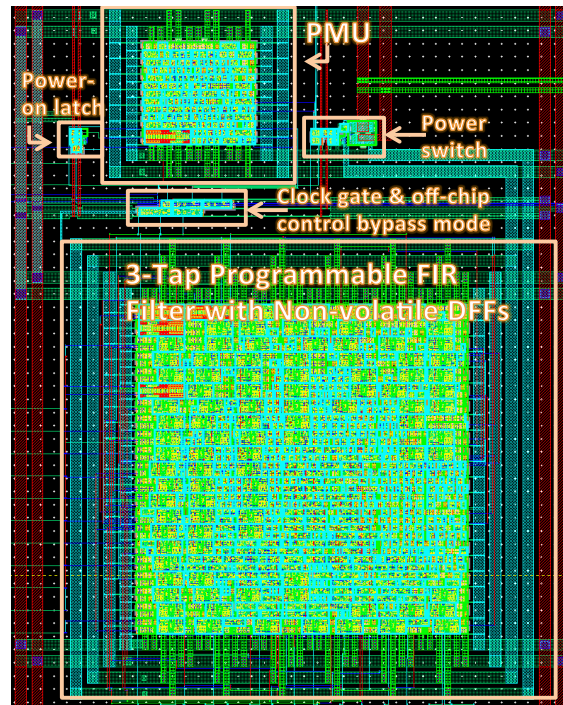 PMU
Power-
on latch
Power
switch
Clock gate & off-chip
control bypass mode
3-Tap Programmable FIR
Filter with Non-volatile DFFs